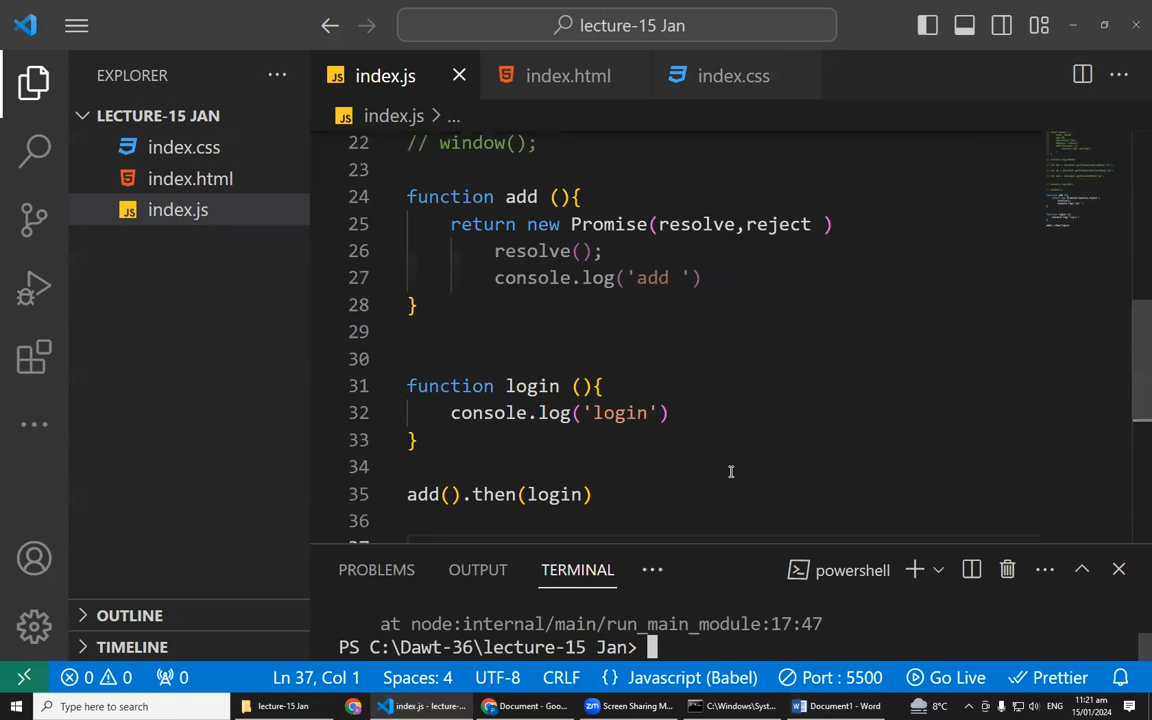 lecture-15 Jan
EXPLORER
LECTURE-15 JAN
index.css
index.html
index.js
OUTLINE
TIMELINE
JS index.js
index.html
index.css
JS index.js > ...
22 // window();
23
24 function add (){
25 return new Promise(resolve,reject )
26 resolve();
27 console.log('add ')
28 }
29
30
31 function login (){
32 console.log('login')
33 }
34
35 add().then(login)
36
37
PROBLEMS OUTPUT TERMINAL
powershell
at node:internal/main/run_main_module:17:47
PS C:\Dawt-36\lecture-15 Jan>
0 0 0 Ln 37, Col 1 Spaces: 4 UTF-8 CRLF {} Javascript (Babel) Port : 5500 Go Live Prettier
Type here to search lecture-15 Jan index.js - lecture-... Document - Goo... Screen Sharing M... C:\Windows\Syst... Document1 - Word 8°C ENG 11:21 am
15/01/2024